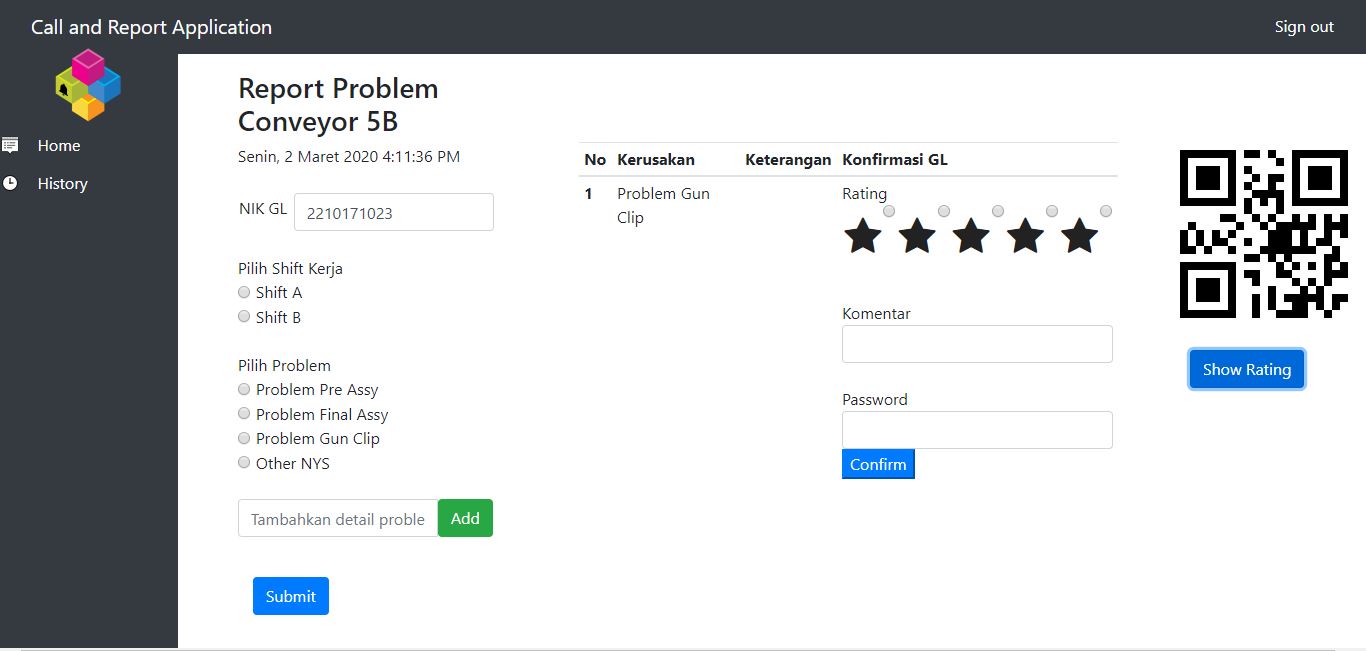 Call and Report Application
Sign out
Home
History
Report Problem
Conveyor 5B
Senin, 2 Maret 2020 4:11:36 PM
NIK GL 2210171023
Pilih Shift Kerja
Shift A
Shift B
Pilih Problem
Problem Pre Assy
Problem Final Assy
Problem Gun Clip
Other NYS
Tambahkan detail proble Add
Submit
No Kerusakan Keterangan Konfirmasi GL
1 Problem Gun
Clip
Rating
Komentar
Password
Confirm
Show Rating